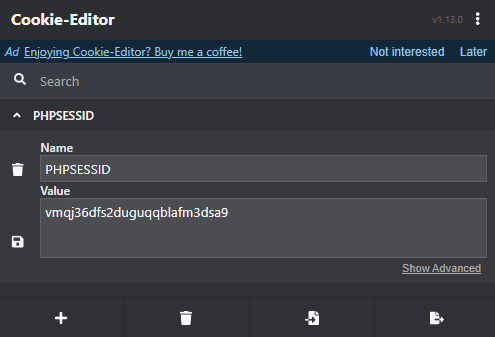 Cookie-Editor v1.13.0
Ad Enjoying Cookie-Editor? Buy me a coffee! Not interested Later
Search
PHPSESSID
Name
PHPSESSID
Value
vmqj36dfs2duguqqblafm3dsa9
Show Advanced